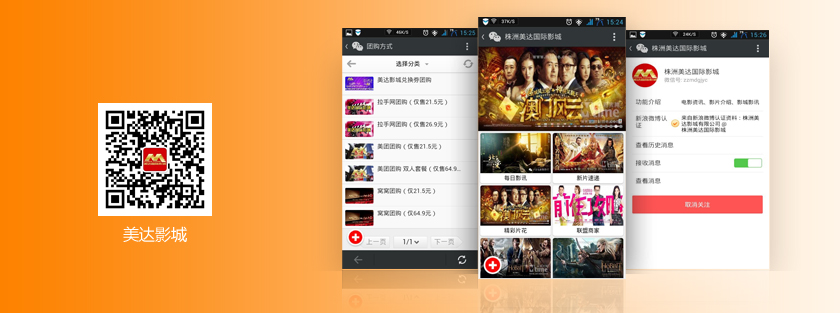 美达影城
46K/S
15:25
团购方式
选择分类
美达影城兑换券团购
拉手网团购（仅售21.5元）
拉手网团购（仅售26.9元）
美团团购（仅售21.5元）
美团团购 双人套餐（仅售64.9...
窝窝团购（仅21.5元）
窝窝团购（仅64.9元）
上一页
1/1
下一页
37K/S
15:24
株洲美达国际影城
澳门风云
每日影讯
新片速递
精彩片花
联盟商家
24K/S
15:26
株洲美达国际影城
株洲美达国际影城
微信号: zzmdgjyc
功能介绍
电影资讯、影片介绍、影城影讯
新浪微博认证
来自新浪微博认证资料：株洲美达影城有限公司 @株洲美达国际影城
查看历史消息
接收消息
查看消息
取消关注